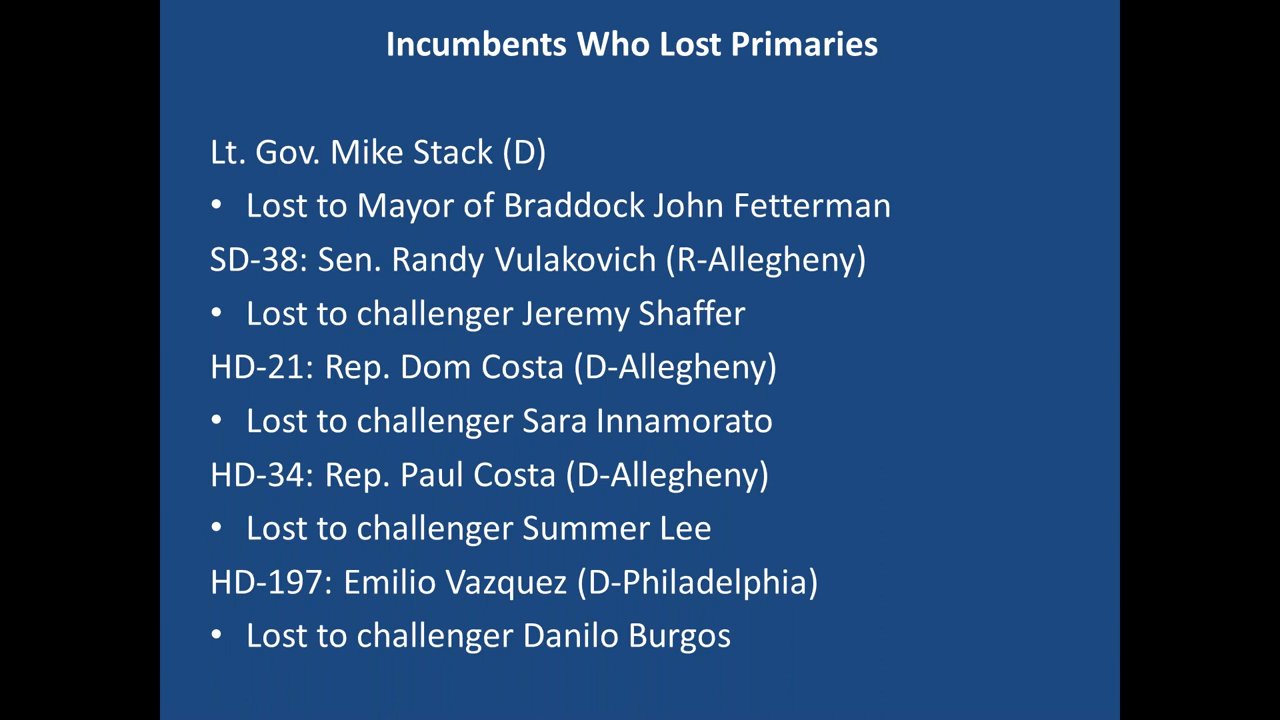 Incumbents Who Lost Primaries
Lt. Gov. Mike Stack (D)
• Lost to Mayor of Braddock John Fetterman
SD-38: Sen. Randy Vulakovich (R-Allegheny)
• Lost to challenger Jeremy Shaffer
HD-21: Rep. Dom Costa (D-Allegheny)
• Lost to challenger Sara Innamorato
HD-34: Rep. Paul Costa (D-Allegheny)
• Lost to challenger Summer Lee
HD-197: Emilio Vazquez (D-Philadelphia)
• Lost to challenger Danilo Burgos